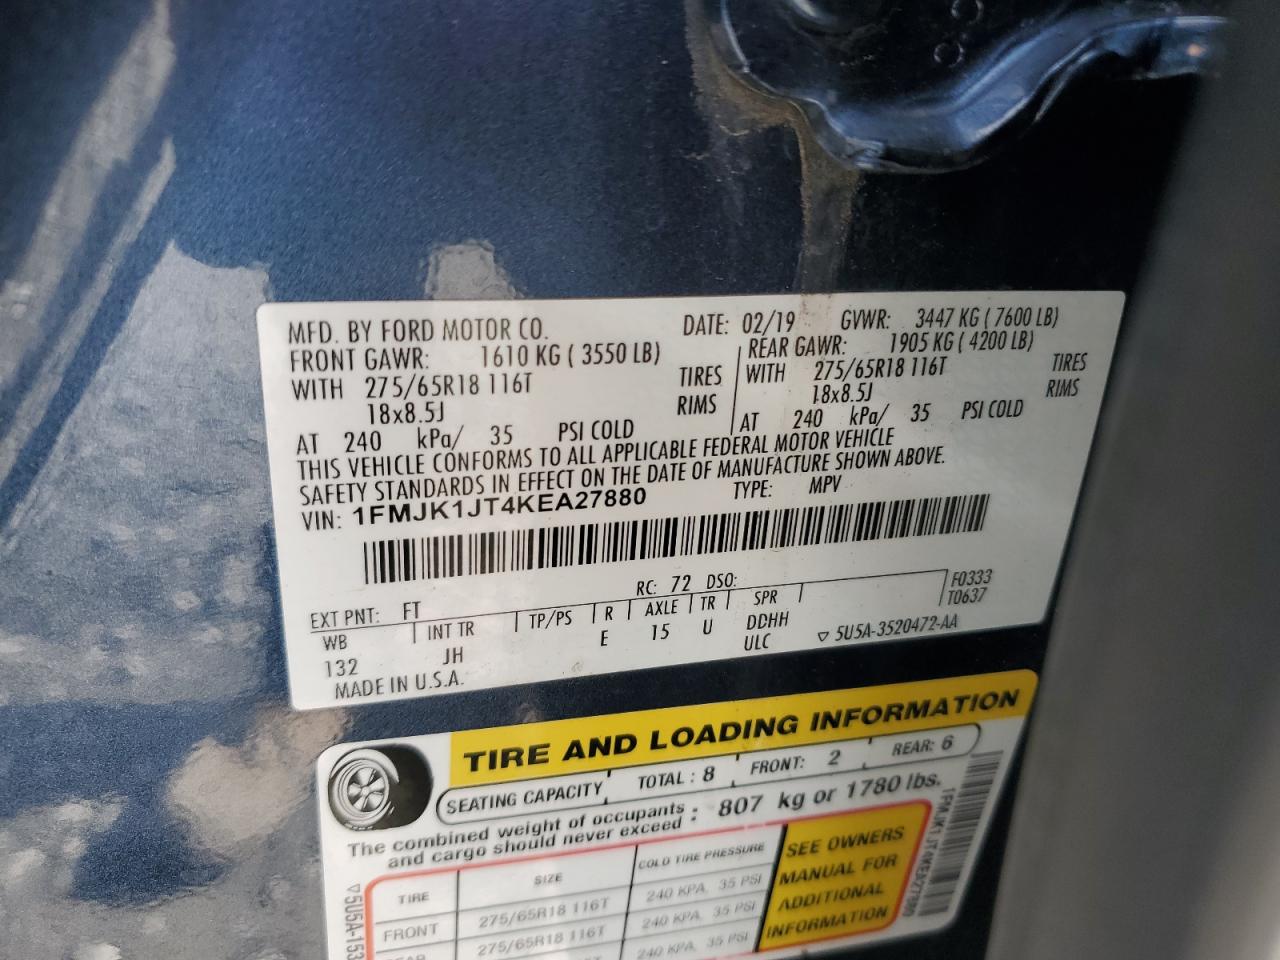 MFD. BY FORD MOTOR CO. DATE: 02/19 GVWR: 3447 KG ( 7600 LB)
FRONT GAWR: 1610 KG ( 3550 LB) REAR GAWR: 1905 KG ( 4200 LB)
WITH 275/65R18 116T TIRES WITH 275/65R18 116T TIRES
18x8.5J RIMS 18x8.5J RIMS
AT 240 kPa/ 35 PSI COLD AT 240 kPa/ 35 PSI COLD
THIS VEHICLE CONFORMS TO ALL APPLICABLE FEDERAL MOTOR VEHICLE
SAFETY STANDARDS IN EFFECT ON THE DATE OF MANUFACTURE SHOWN ABOVE.
VIN: 1FMJK1JT4KEA27880 TYPE: MPV
RC: 72 DSO: F0333
EXT PNT: FT T0637
WB INT TR TP/PS R AXLE TR SPR
132 JH E 15 U DDHH
ULC 5U5A-3520472-AA
MADE IN U.S.A.
TIRE AND LOADING INFORMATION
SEATING CAPACITY TOTAL : 8 FRONT: 2 REAR: 6
The combined weight of occupants and cargo should never exceed : 807 kg or 1780 lbs.
TIRE SIZE COLD TIRE PRESSURE
FRONT 275/65R18 116T 240 KPA, 35 PSI
275/65R18 116T 240 KPA, 35 PSI
240 KPA, 35 PSI
SEE OWNERS
MANUAL FOR
ADDITIONAL
INFORMATION
1FMJK1JT4KEA27880